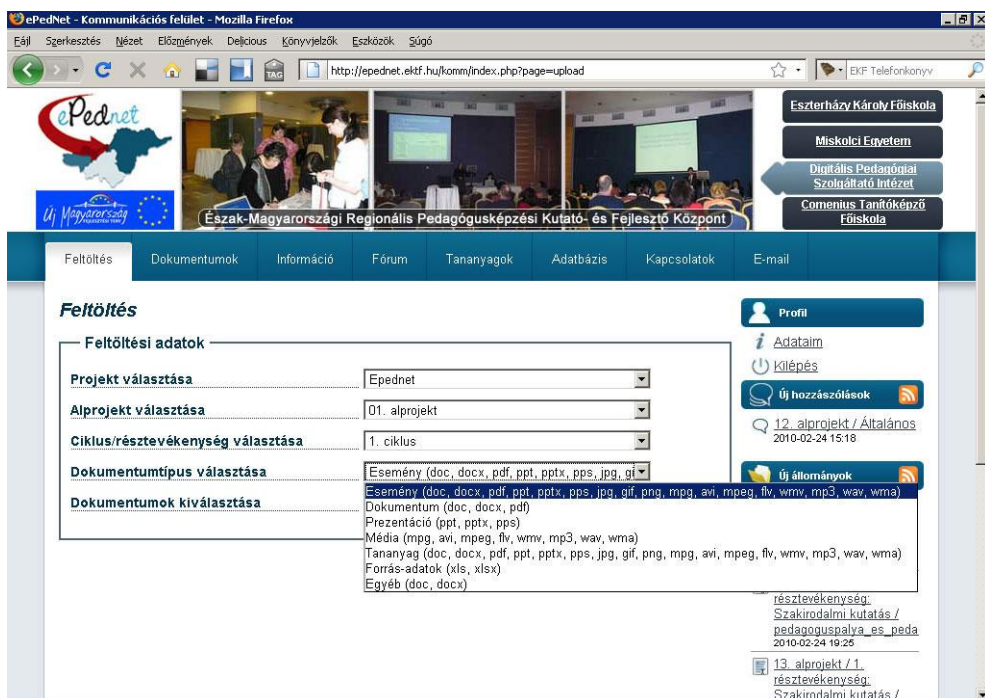 ePedNet - Kommunikációs felület - Mozilla Firefox
Fájl Szerkesztés Nézet Előzmények Delicious Könyvjelzők Eszközök Súgó
TAG http://epednet.ektf.hu/komm/index.php?page=upload EKF Telefonkonyv
ePednet
Új Magyarország
Észak-Magyarországi Regionális Pedagógusképzési Kutató- és Fejlesztő Központ
Eszterházy Károly Főiskola
Miskolci Egyetem
Digitális Pedagógiai
Szolgáltató Intézet
Comenius Tanítóképző
Főiskola
Feltöltés Dokumentumok Információ Fórum Tananyagok Adatbázis Kapcsolatok E-mail
Feltöltés
Feltöltési adatok
Projekt választása Epednet
Alprojekt választása 01. alprojekt
Ciklus/résztevékenység választása 1. ciklus
Dokumentumtípus választása Esemény (doc, docx, pdf, ppt, pptx, pps, jpg, gi
Dokumentumok kiválasztása
Esemény (doc, docx, pdf, ppt, pptx, pps, jpg, gif, png, mpg, avi, mpeg, flv, wmv, mp3, wav, wma)
Dokumentum (doc, docx, pdf)
Prezentáció (ppt, pptx, pps)
Média (mpg, avi, mpeg, flv, wmv, mp3, wav, wma)
Tananyag (doc, docx, pdf, ppt, pptx, pps, jpg, gif, png, mpg, avi, mpeg, flv, wmv, mp3, wav, wma)
Forrás-adatok (xls, xlsx)
Egyéb (doc, docx)
Profil
Adataim
Kilépés
Új hozzászólások
12. alprojekt / Általános
2010-02-24 15:18
Új állományok
résztevékenység:
Szakirodalmi kutatás /
pedagoguspalya_es_peda
2010-02-24 19:25
13. alprojekt / 1.
résztevékenység:
Szakirodalmi kutatás /